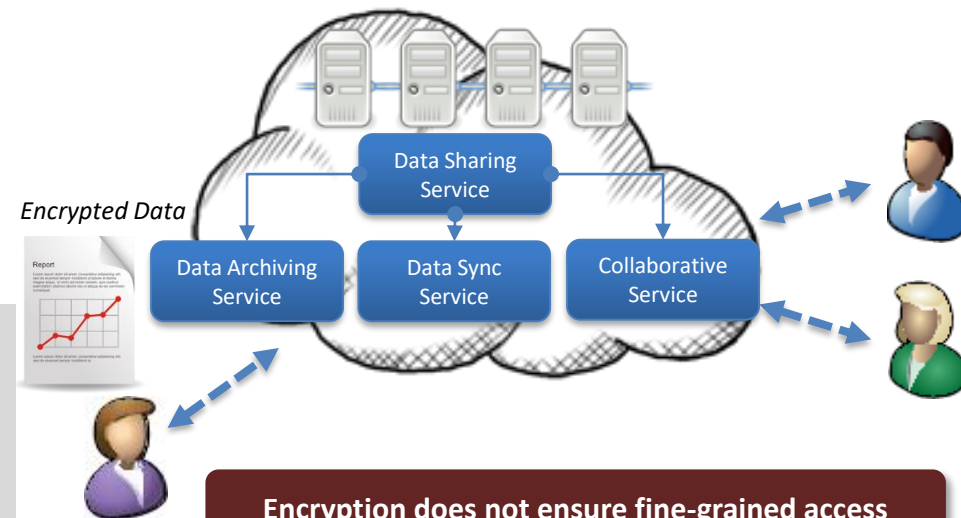 Data Sharing
Service
Encrypted Data
Report
Data Archiving
Service
Data Sync
Service
Collaborative
Service
Encryption does not ensure fine-grained access